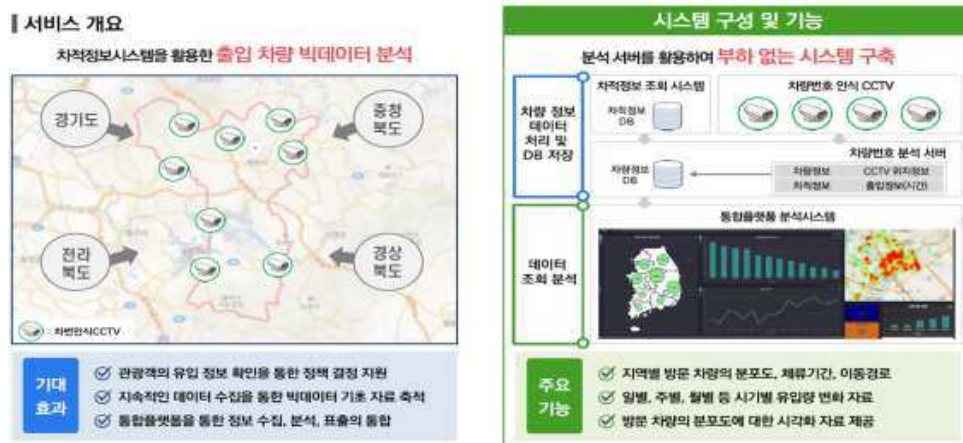 서비스 개요
차적정보시스템을 활용한 출입 차량 빅데이터 분석
경기도
충청
북도
전라
북도
경상
북도
: 차번인식CCTV
기대
효과
관광객의 유입 정보 확인을 통한 정책 결정 지원
지속적인 데이터 수집을 통한 빅데이터 기초 자료 축적
통합플랫폼을 통한 정보 수집, 분석, 표출의 통합
시스템 구성 및 기능
분석 서버를 활용하여 부하 없는 시스템 구축
차량 정보
데이터
처리 및
DB 저장
차적정보 조회 시스템
차적정보
DB
차량번호 인식 CCTV
차량번호 분석 서버
차량정보
DB
차량정보 CCTV 위치정보
차적정보 출입정보(시간)
데이터
조회 분석
통합플랫폼 분석시스템
주요
기능
지역별 방문 차량의 분포도, 체류기간, 이동경로
일별, 주별, 월별 등 시기별 유입량 변화 자료
방문 차량의 분포도에 대한 시각화 자료 제공